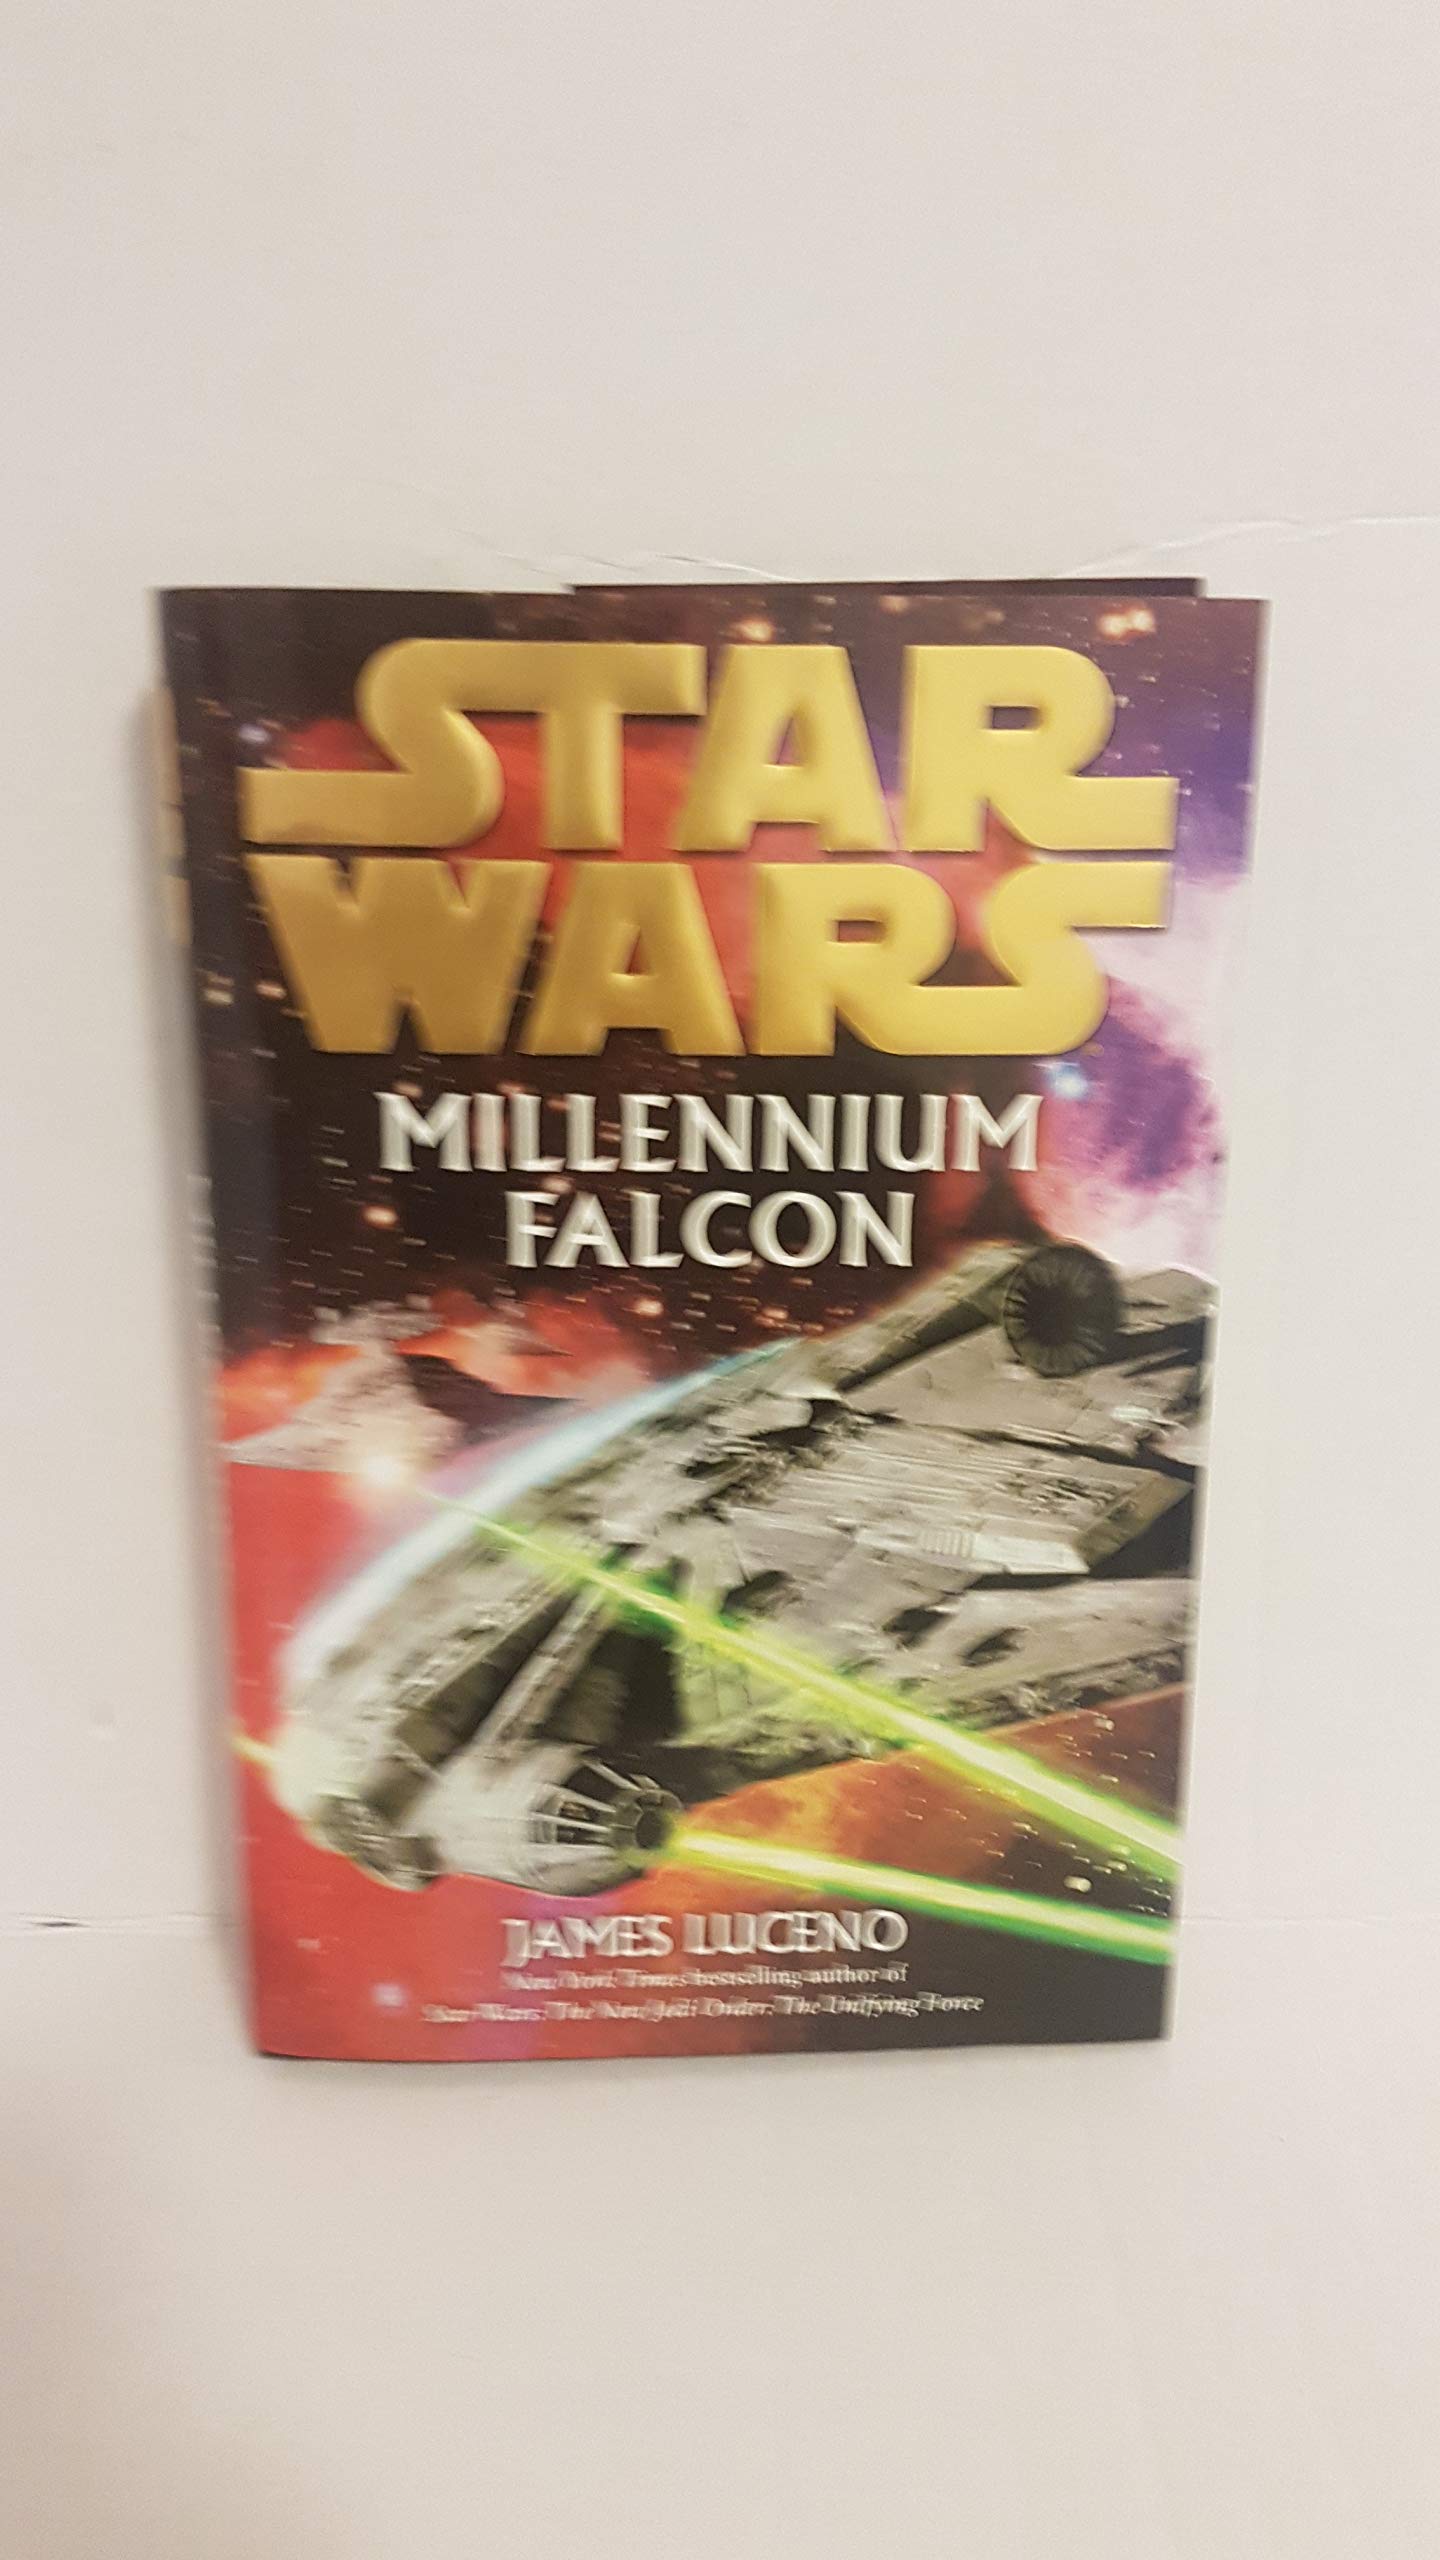 STAR
WARS
MILLENNIUM
FALCON
JAMES LUCENO
New York Times bestselling author of
Star Wars: The New Jedi Order: The Unifying Force